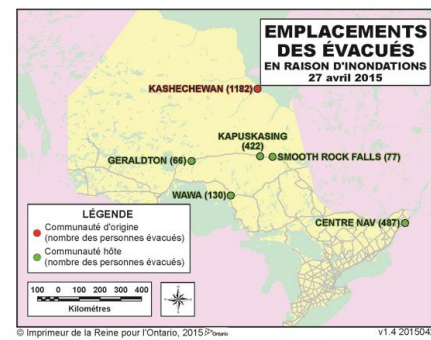 EMPLACEMENTS
DES ÉVACUÉS
EN RAISON D'INONDATIONS
27 avril 2015
KASHECHEWAN (1182)
KAPUSKASING
(422)
GERALDTON (66)
SMOOTH ROCK FALLS (77)
WAWA (130)
CENTRE NAV (487)
LÉGENDE
Communauté d'origine
(nombre des personnes évacués)
Communauté hôte
(nombre des personnes évacués)
100 0 100 200 300 400
Kilométres
© Imprimeur de la Reine pour l'Ontario, 2015 Ontario
v1.4 201504